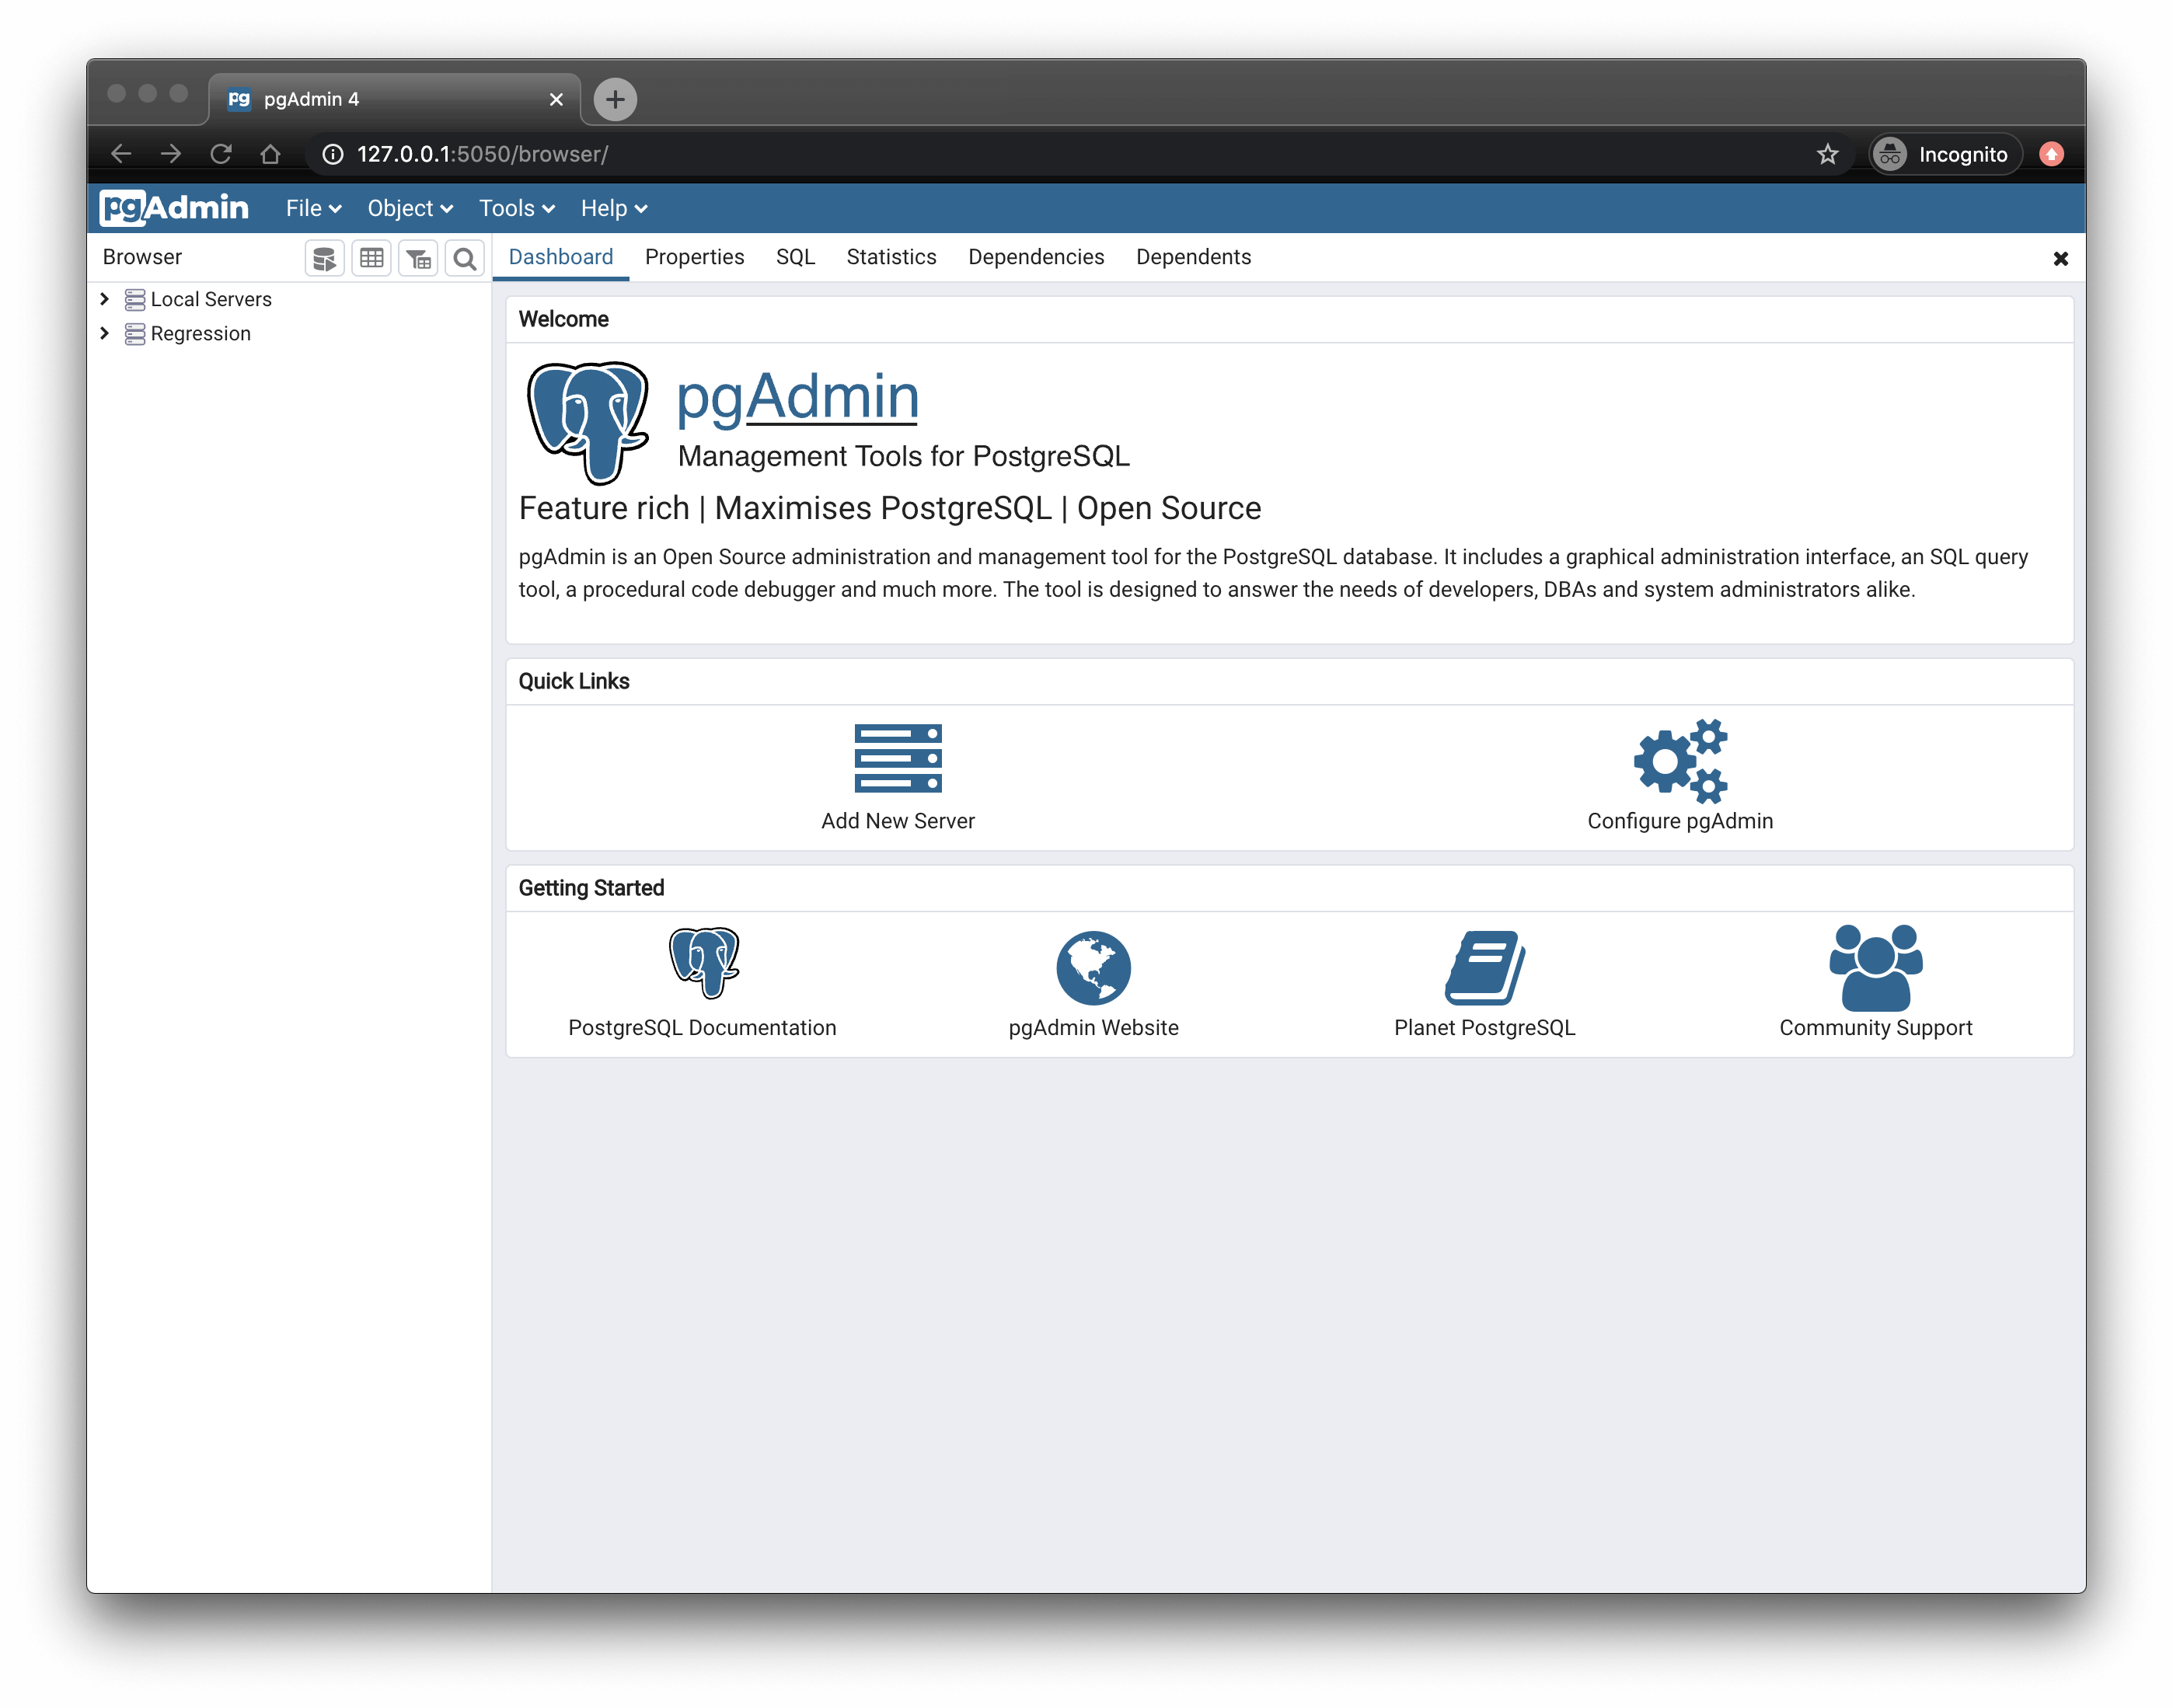 pg pgAdmin 4
127.0.0.1:5050/browser/
Incognito
pgAdmin File Object Tools Help
Browser
Dashboard Properties SQL Statistics Dependencies Dependents
Local Servers
Regression
Welcome
pgAdmin
Management Tools for PostgreSQL
Feature rich | Maximises PostgreSQL | Open Source
pgAdmin is an Open Source administration and management tool for the PostgreSQL database. It includes a graphical administration interface, an SQL query
tool, a procedural code debugger and much more. The tool is designed to answer the needs of developers, DBAs and system administrators alike.
Quick Links
Add New Server
Configure pgAdmin
Getting Started
PostgreSQL Documentation
pgAdmin Website
Planet PostgreSQL
Community Support